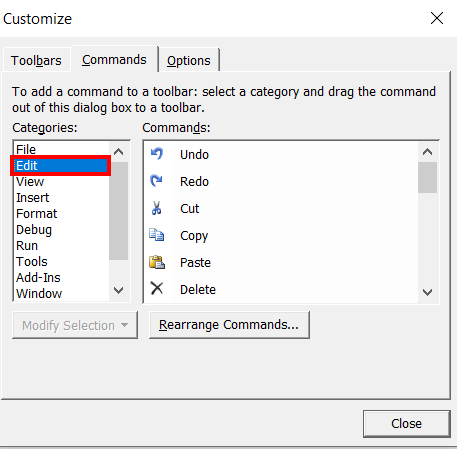 Customize
Toolbars Commands Options
To add a command to a toolbar: select a category and drag the command
out of this dialog box to a toolbar.
Categories: Commands:
File
Edit
View
Insert
Format
Debug
Run
Tools
Add-Ins
Window
Undo
Redo
Cut
Copy
Paste
Delete
Modify Selection Rearrange Commands...
Close